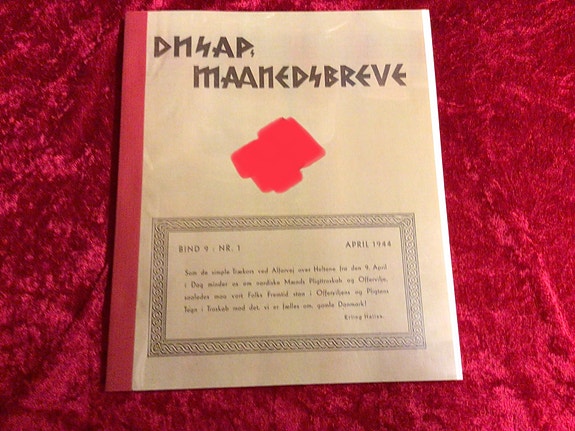 DNSAP's
MAANEDSBREVE
BIND 9 . NR. 1 APRIL 1944
Som de simple Trækors ved Alfarvej over Heltene fra den 9. April
i Dag minder os om nordiske Mænds Pligttroskab og Offervilje,
saaledes maa vort Folks Fremtid staa i Offerviljens og Pligtens
Tegn i Troskab mod det, vi er fælles om, gamle Danmark!
Erling Hallas.